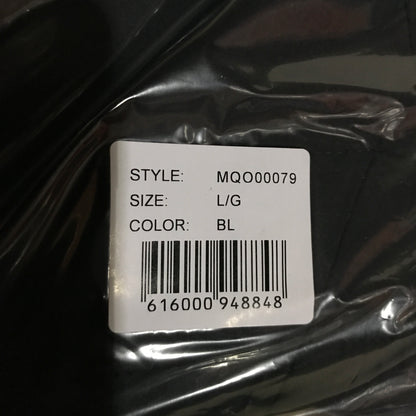 STYLE: MQO00079
SIZE: L/G
COLOR: BL
616000 948848